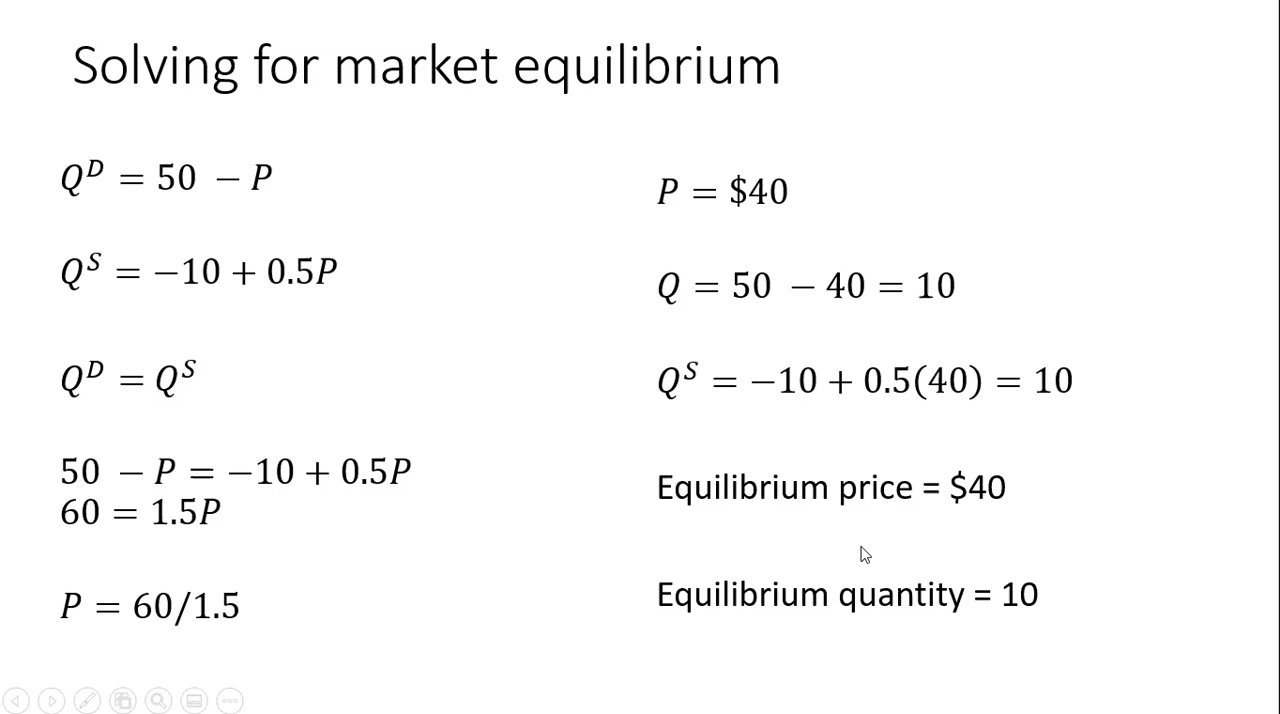 Solving for market equilibrium
Q^D = 50 − P
Q^S = −10 + 0.5P
Q^D = Q^S
50 − P = −10 + 0.5P
60 = 1.5P
P = 60/1.5
P = $40
Q = 50 − 40 = 10
Q^S = −10 + 0.5(40) = 10
Equilibrium price = $40
Equilibrium quantity = 10